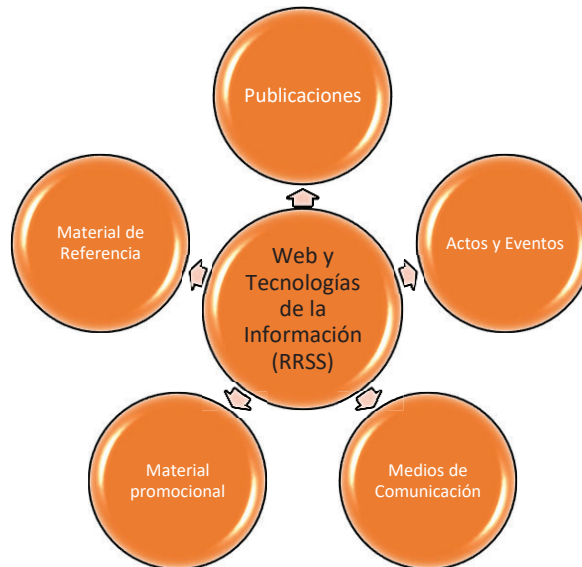 Publicaciones
Material de
Referencia
Actos y Eventos
Web y
Tecnologías
de la
Información
(RRSS)
Material
promocional
Medios de
Comunicación